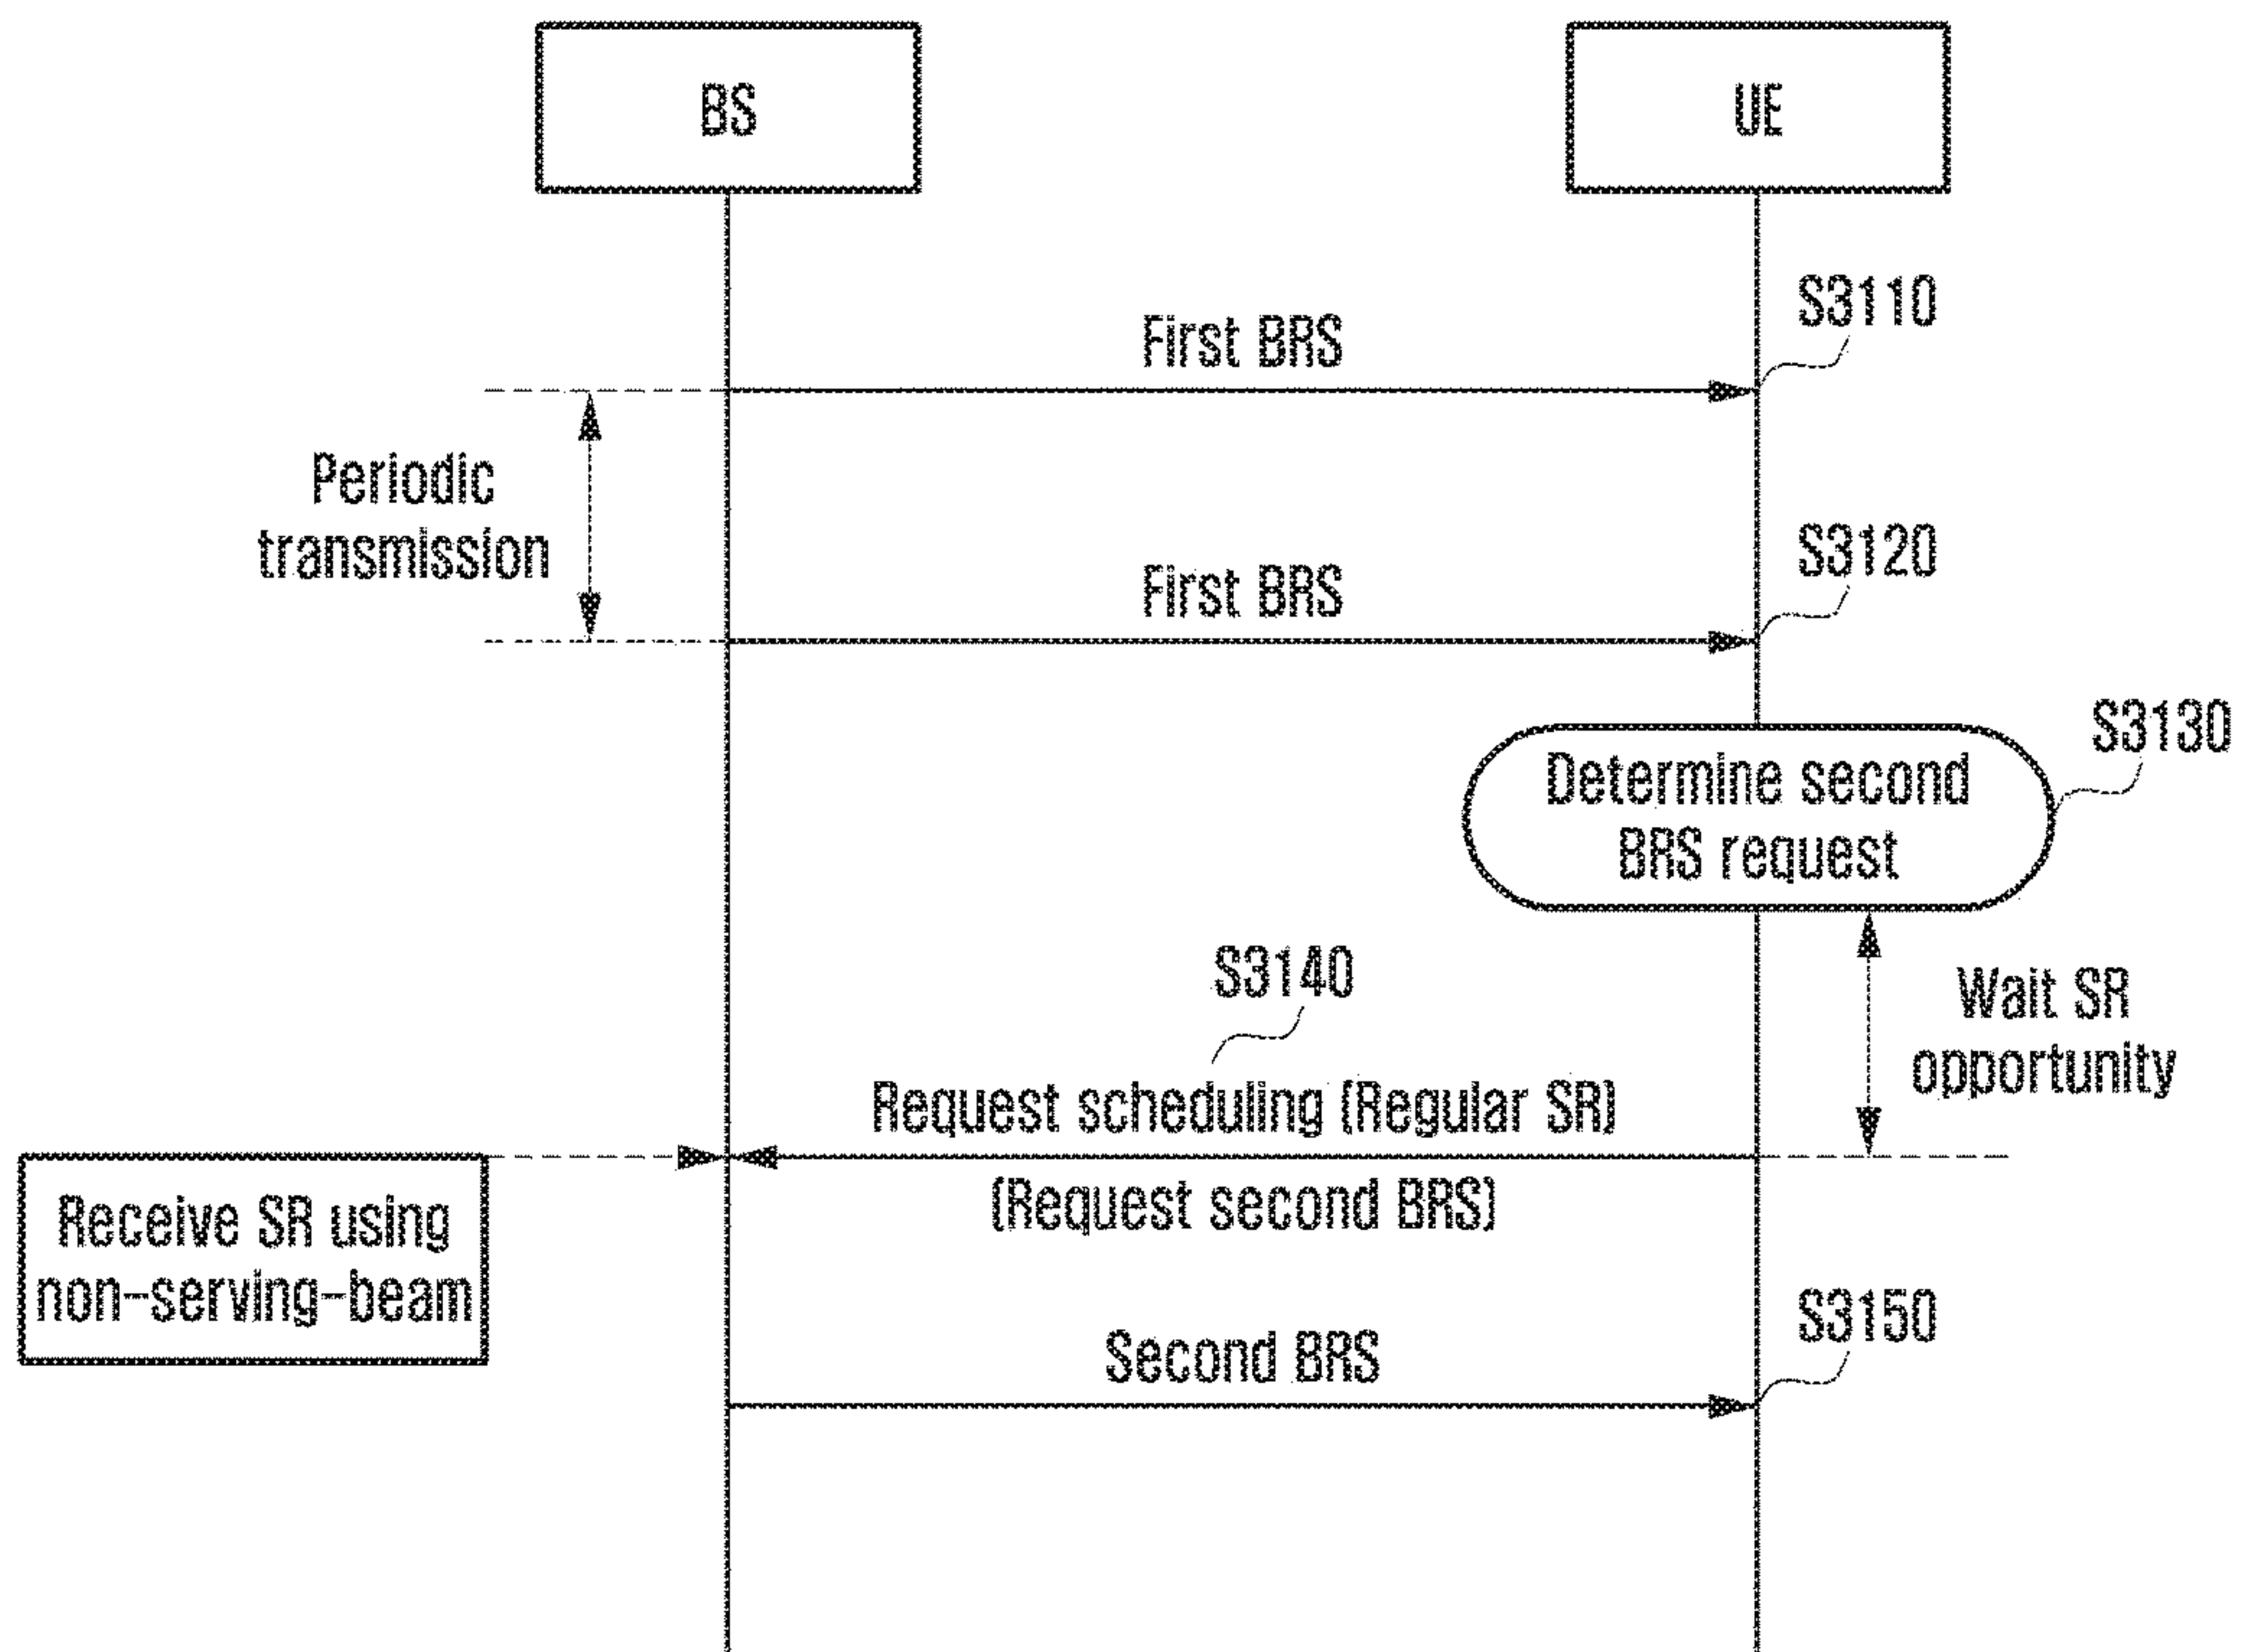 BS
UE
S3110
First BRS
Periodic
transmission
S3120
First BRS
S3130
Determine second
BRS request
S3140
Wait SR
opportunity
Request scheduling (Regular SR)
(Request second BRS)
Receive SR using
non-serving-beam
S3150
Second BRS